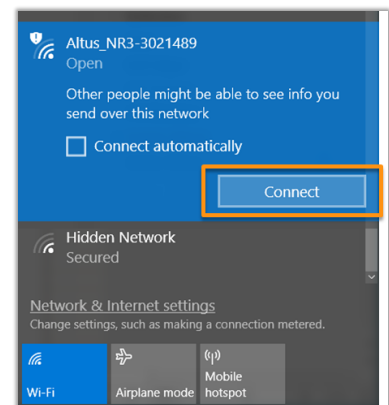 Altus_NR3-3021489
Open
Other people might be able to see info you
send over this network
Connect automatically
Connect
Hidden Network
Secured
Network & Internet settings
Change settings, such as making a connection metered.
Wi-Fi
Airplane mode
Mobile
hotspot